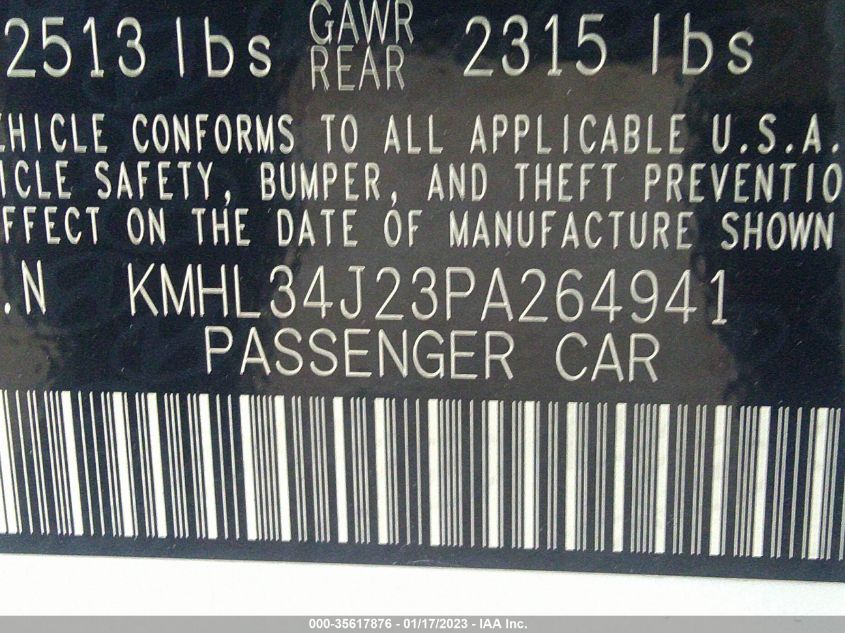 2513 lbs GAWR REAR 2315 lbs
EHICLE CONFORMS TO ALL APPLICABLE U.S.A.
ICLE SAFETY, BUMPER, AND THEFT PREVENTIO
FFECT ON THE DATE OF MANUFACTURE SHOWN
.N KMHL34J23PA264941
PASSENGER CAR
000-35617876 - 01/17/2023 - IAA Inc.